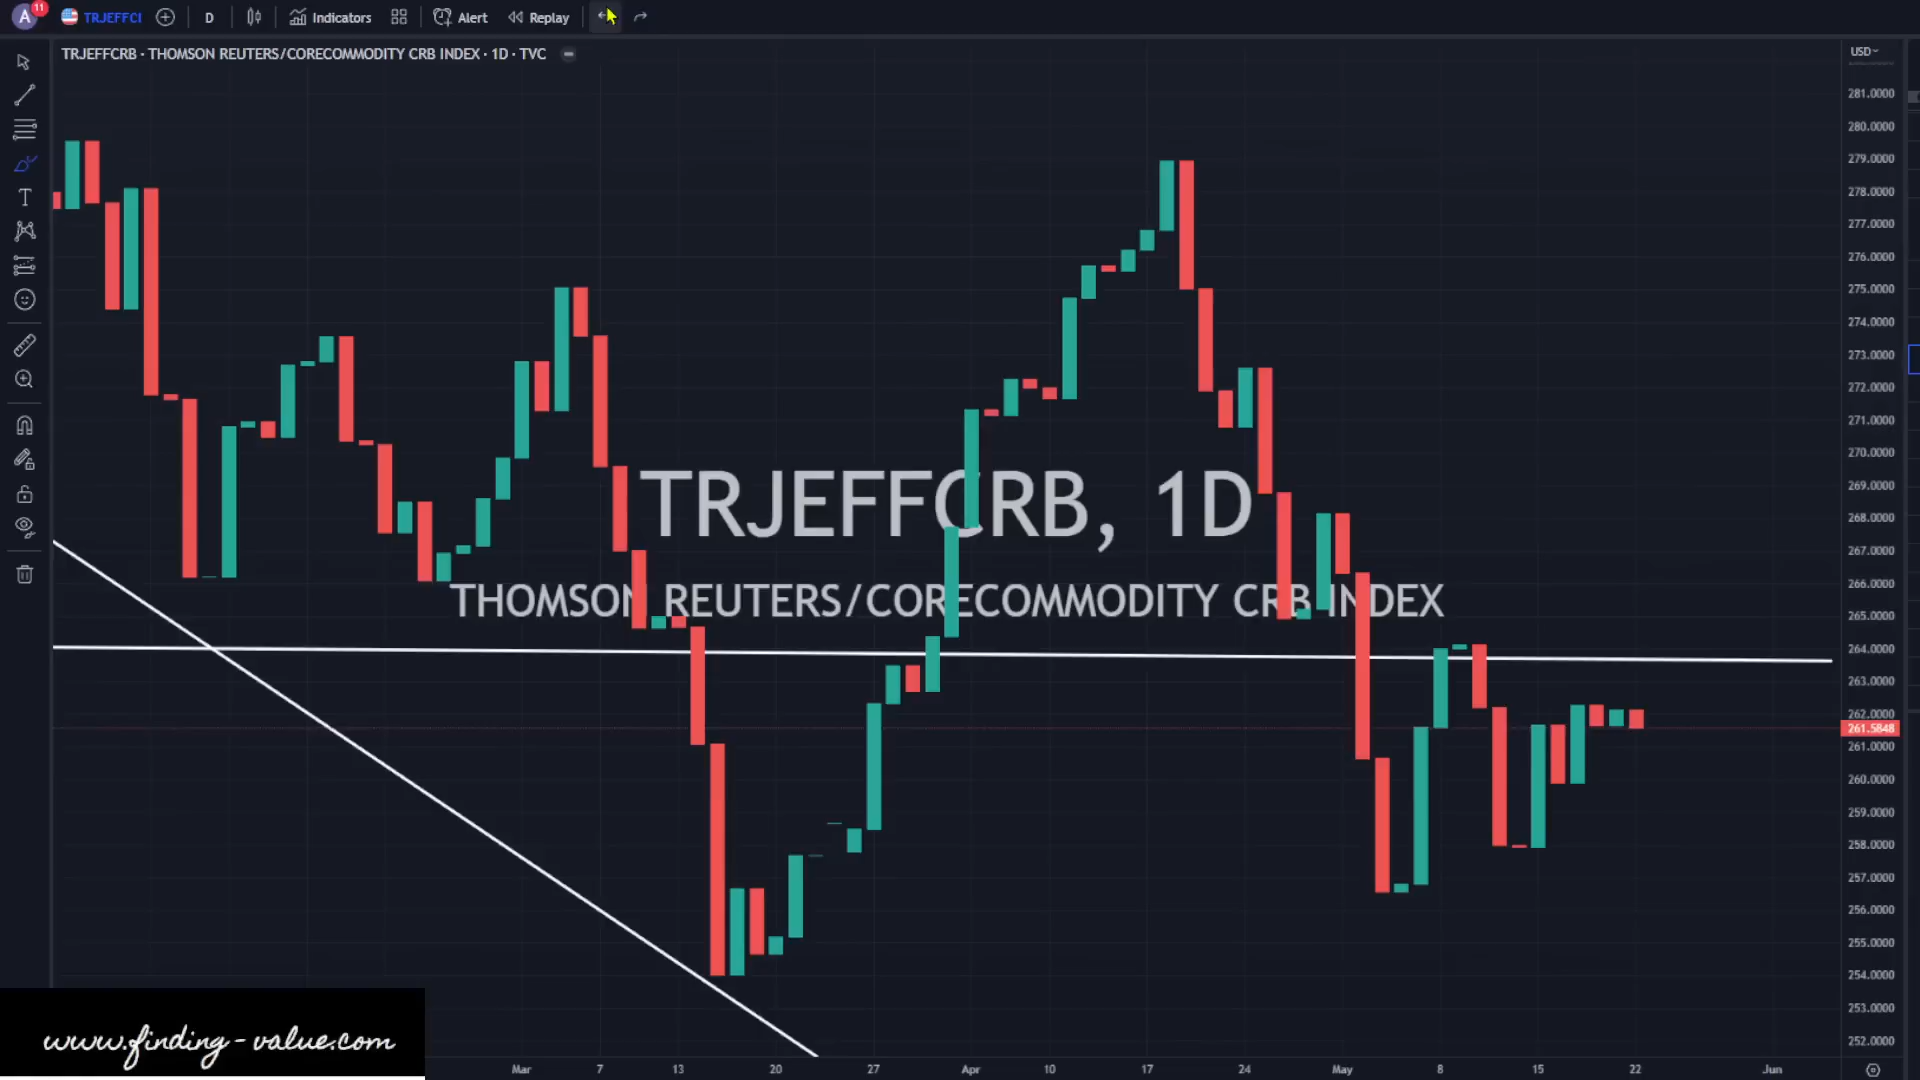 A
11
TRJEFFCI
D
Indicators
Alert
Replay
TRJEFFCRB · THOMSON REUTERS/CORECOMMODITY CRB INDEX · 1D · TVC
USD
281.0000
280.0000
279.0000
278.0000
277.0000
276.0000
275.0000
274.0000
273.0000
272.0000
271.0000
270.0000
269.0000
268.0000
267.0000
266.0000
265.0000
264.0000
263.0000
262.0000
261.5848
261.0000
260.0000
259.0000
258.0000
257.0000
256.0000
255.0000
254.0000
253.0000
252.0000
TRJEFFCRB, 1D
THOMSON REUTERS/CORECOMMODITY CRB INDEX
www.finding-value.com
Mar
7
13
20
27
Apr
10
17
24
May
8
15
22
Jun